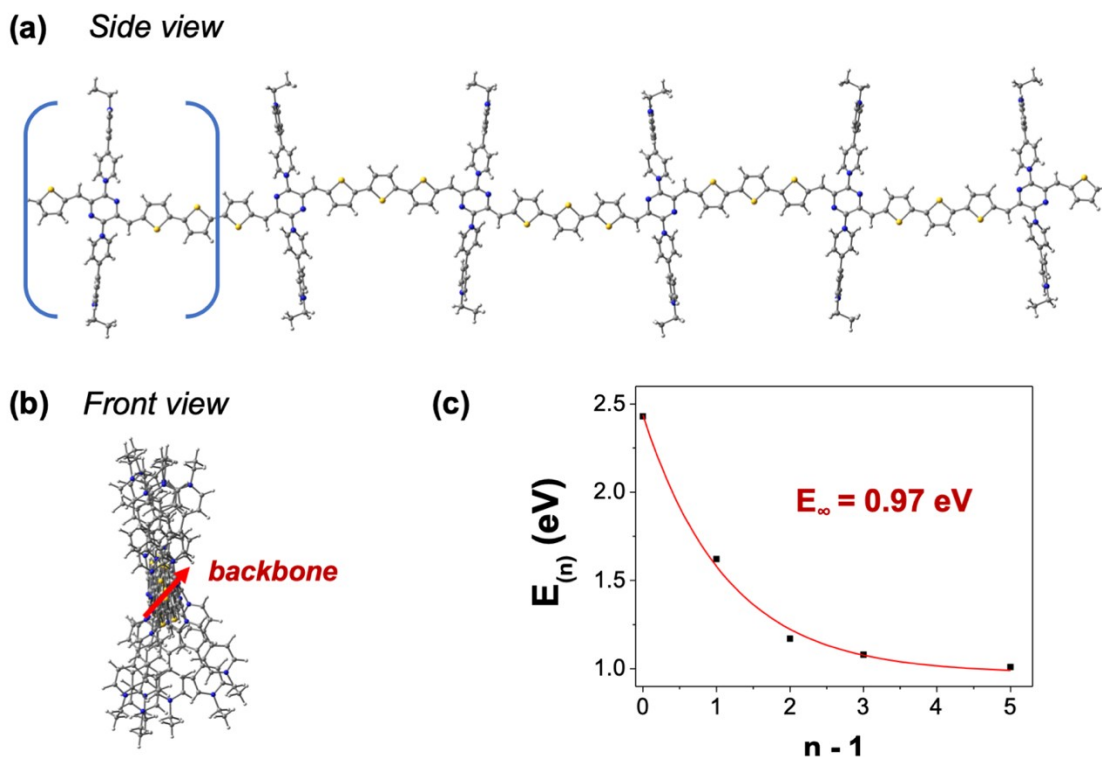 (a) Side view
(b) Front view
backbone
(c)
E(n) (eV)
2.5
2.0
1.5
1.0
E∞ = 0.97 eV
0 1 2 3 4 5
n - 1